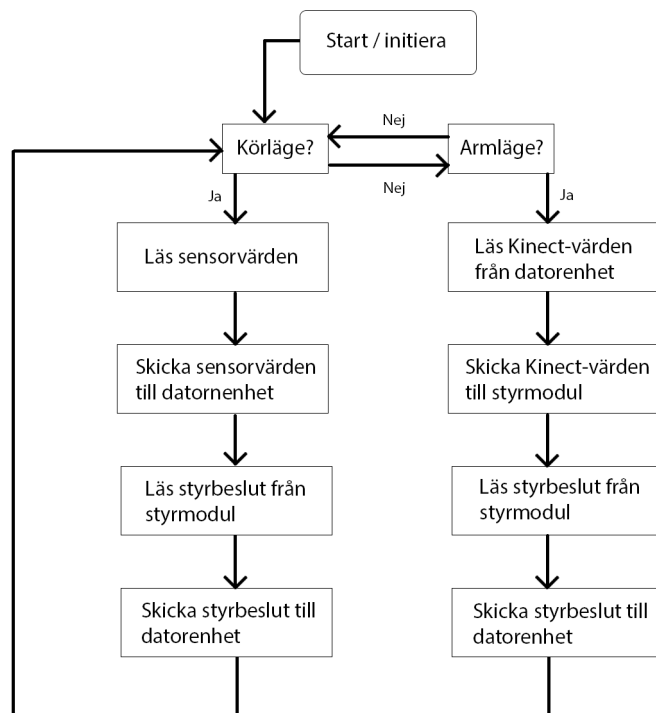 Start / initiera
Körläge?
Nej
Nej
Armläge?
Ja
Läs sensorvärden
Skicka sensorvärden
till datornenhet
Läs styrbeslut från
styrmodul
Skicka styrbeslut till
datorenhet
Ja
Läs Kinect-värden
från datorenhet
Skicka Kinect-värden
till styrmodul
Läs styrbeslut från
styrmodul
Skicka styrbeslut till
datorenhet